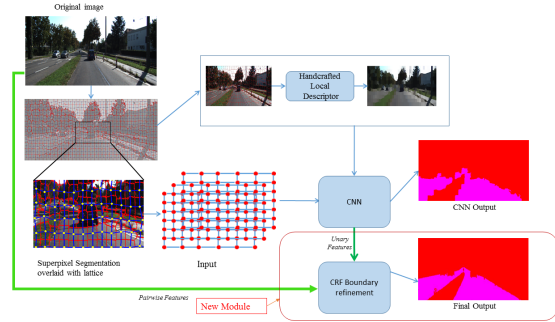 Original image
Handcrafted
Local
Descriptor
CNN
CNN Output
Superpixel Segmentation
overlaid with lattice
Input
Unary
Features
CRF Boundary
refinement
Pairwise Features
New Module
Final Output